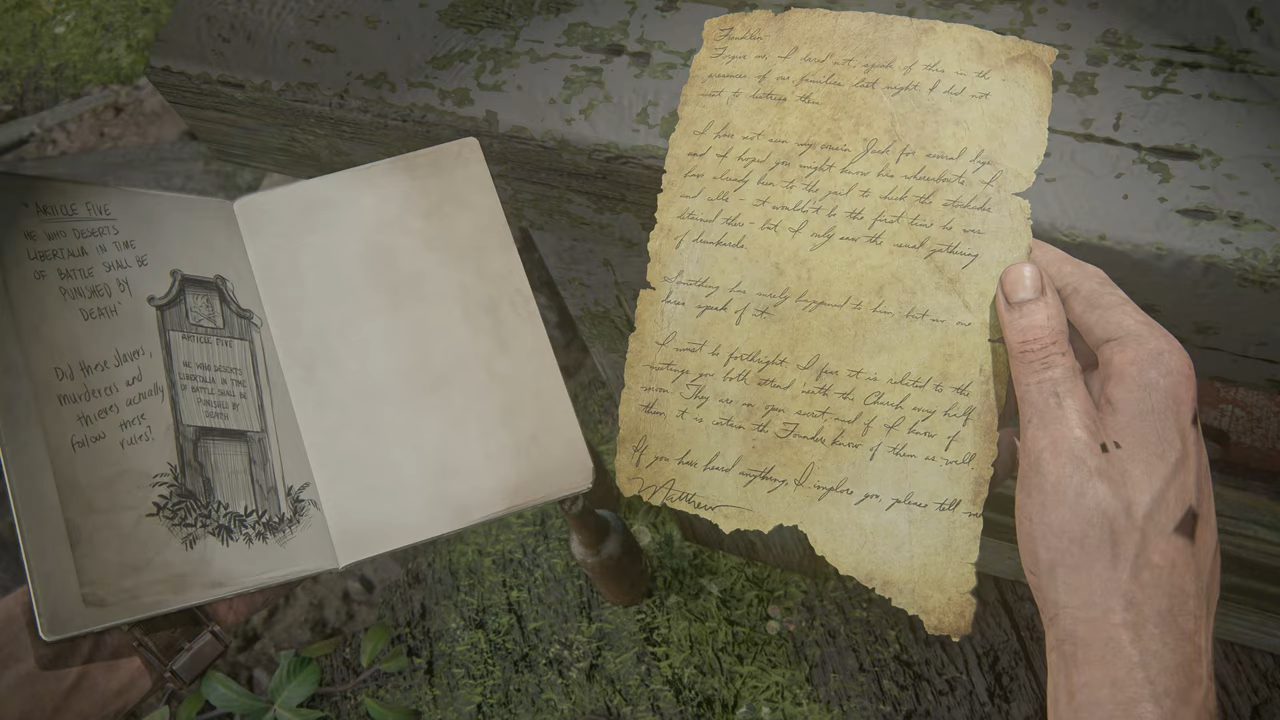 "ARTICLE FIVE
HE WHO DESERTS
LIBERTALIA IN TIME
OF BATTLE SHALL BE
PUNISHED BY
DEATH"
ARTICLE FIVE
HE WHO DESERTS
LIBERTALIA IN TIME
OF BATTLE SHALL BE
PUNISHED BY
DEATH
Did these slavers,
murderers and
thieves actually
follow these
rules?
Franklin-
Forgive me, I dared not speak of this in the
presences of our families last night. I did not
want to distress them.
I have not seen my cousin Jack for several days
and I hoped you might know his whereabouts. I
have already been to the jail to check the stockades
and cells - it wouldn't be the first time he was
detained there - but I only saw the usual gathering
of drunkards.
Something has surely happened to him, but no one
dares speak of it.
I must be forthright. I fear it is related to the
meetings you both attend 'neath the Church every half
moon. They are an open secret, and if I know of
them, it is certain the Founders know of them as well.
If you have heard anything, I implore you, please tell me
Matthew